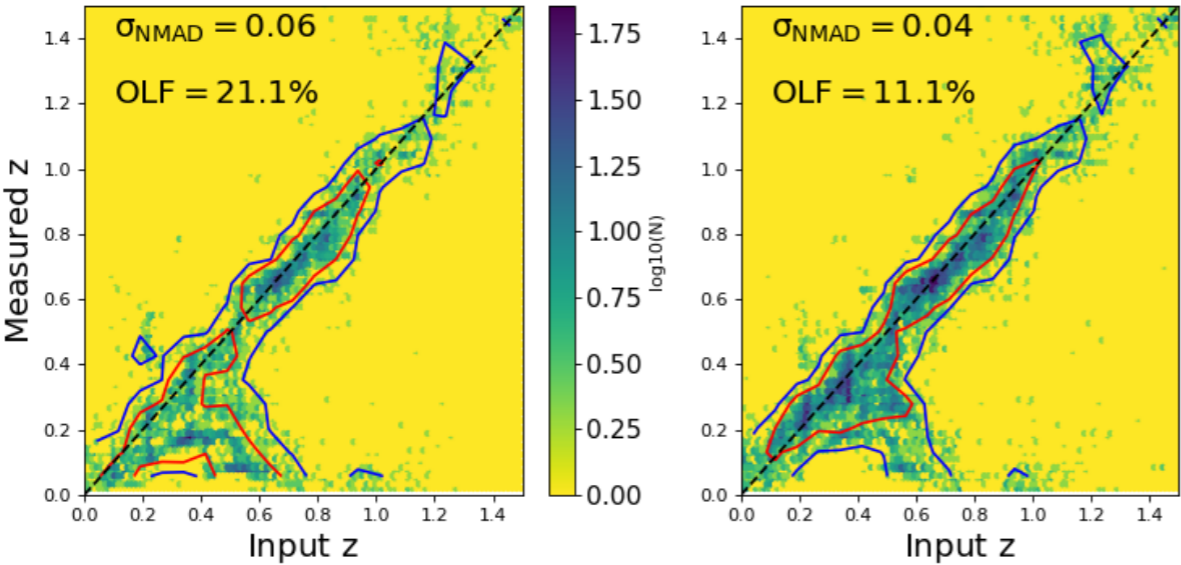 σNMAD = 0.06
OLF = 21.1%
1.4
1.2
1.0
0.8
0.6
0.4
0.2
0.0
0.0 0.2 0.4 0.6 0.8 1.0 1.2 1.4
Measured z
Input z
1.75
1.50
1.25
1.00
0.75
0.50
0.25
0.00
log10(N)
σNMAD = 0.04
OLF = 11.1%
1.4
1.2
1.0
0.8
0.6
0.4
0.2
0.0
0.0 0.2 0.4 0.6 0.8 1.0 1.2 1.4
Input z